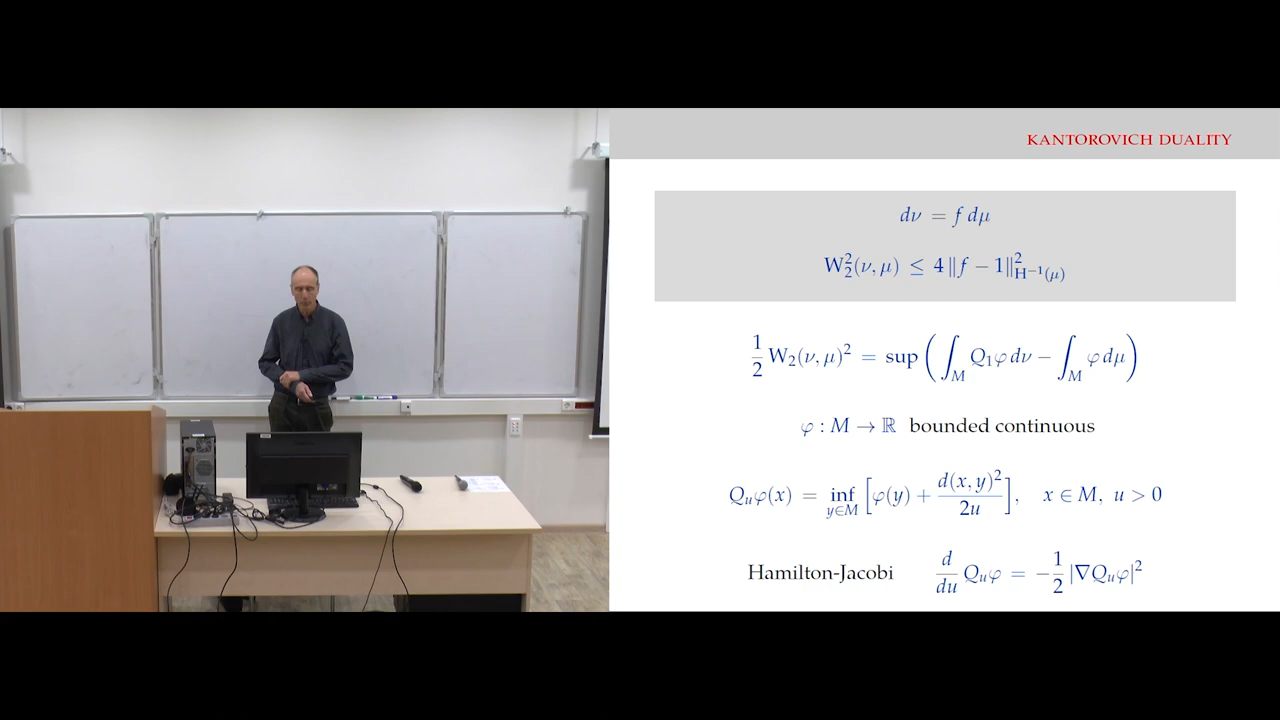 KANTOROVICH DUALITY
dν = f dμ
W₂²(ν, μ) ≤ 4 ‖f − 1‖²_{H⁻¹(μ)}
1/2 W₂(ν, μ)² = sup ( ∫_M Q₁φ dν − ∫_M φ dμ )
φ : M → ℝ bounded continuous
Q_uφ(x) = inf_{y∈M} [ φ(y) + d(x, y)²/2u ], x ∈ M, u > 0
Hamilton-Jacobi d/du Q_uφ = −1/2 |∇Q_uφ|²